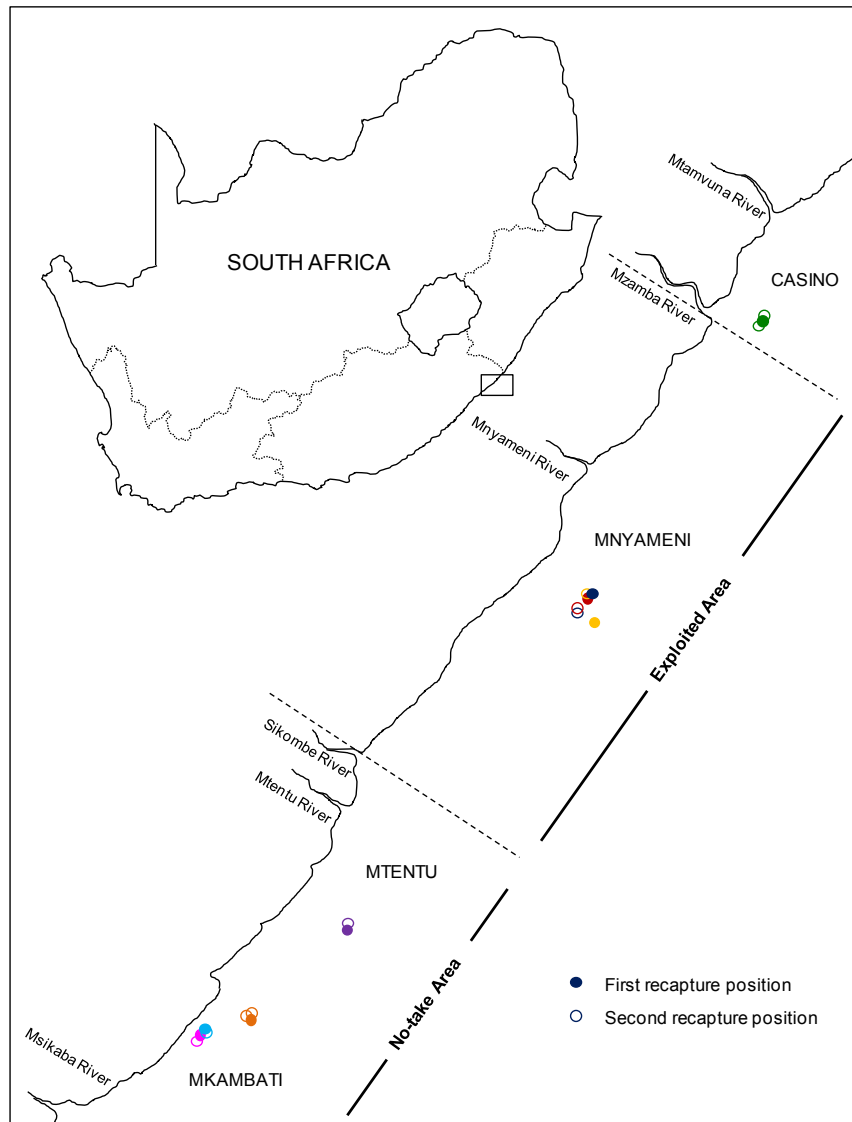 Mtamvuna River
SOUTH AFRICA
Mzamba River
CASINO
Mnyameni River
MNYAMENI
Exploited Area
Sikombe River
Mtentu River
MTENTU
No-take Area
First recapture position
Second recapture position
Msikaba River
MKAMBATI